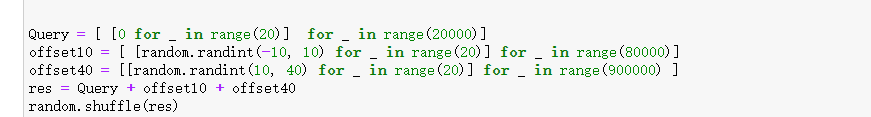 Query = [ [0 for _ in range(20)]  for _ in range(20000)]
offset10 = [ [random.randint(-10, 10) for _ in range(20)] for _ in range(80000)]
offset40 = [[random.randint(10, 40) for _ in range(20)] for _ in range(900000) ]
res = Query + offset10 + offset40
random.shuffle(res)